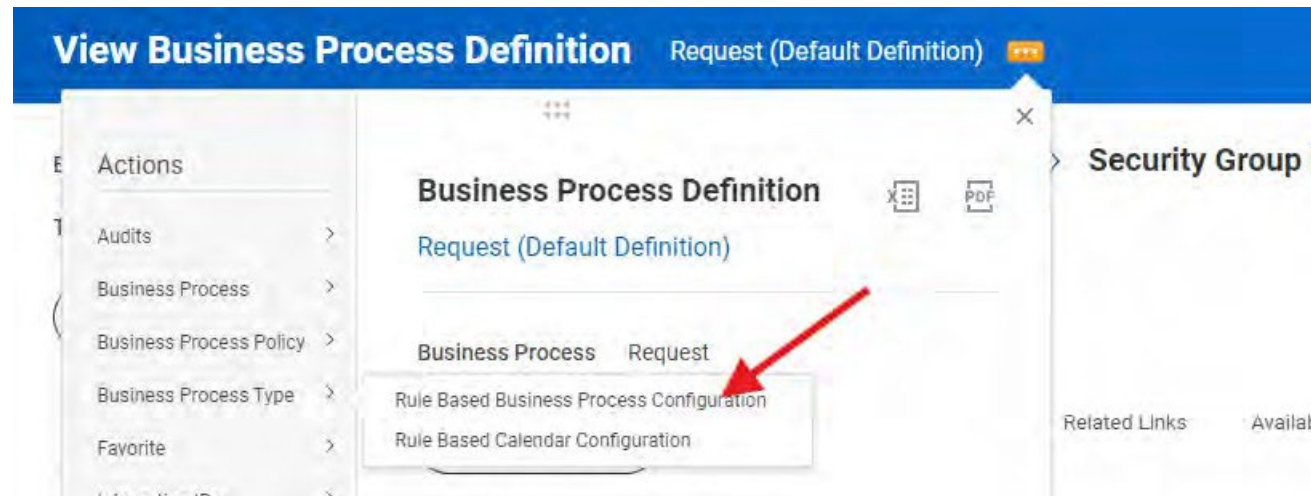 View Business Process Definition Request (Default Definition)
Actions
Audits
Business Process
Business Process Policy
Business Process Type
Favorite
Business Process Definition
PDF
Request (Default Definition)
Business Process Request
Rule Based Business Process Configuration
Rule Based Calendar Configuration
Security Group
Related Links